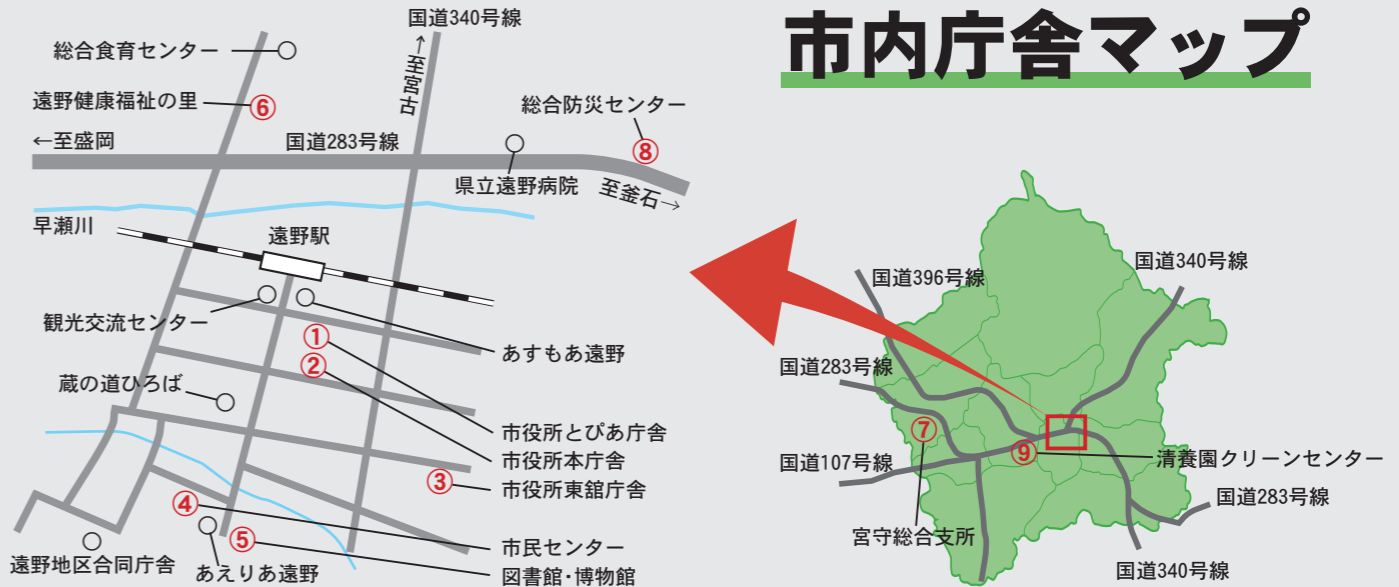 市内庁舎マップ
国道340号線
←至宮古
総合食育センター
遠野健康福祉の里
⑥
総合防災センター
⑧
←至盛岡
国道283号線
県立遠野病院
至釜石→
早瀬川
遠野駅
観光交流センター
あすもあ遠野
①
②
蔵の道ひろば
市役所とぴあ庁舎
市役所本庁舎
③
市役所東舘庁舎
④
⑤
市民センター
図書館・博物館
遠野地区合同庁舎
あえりあ遠野
国道396号線
国道340号線
国道283号線
⑦
国道107号線
⑨
清養園クリーンセンター
国道283号線
宮守総合支所
国道340号線